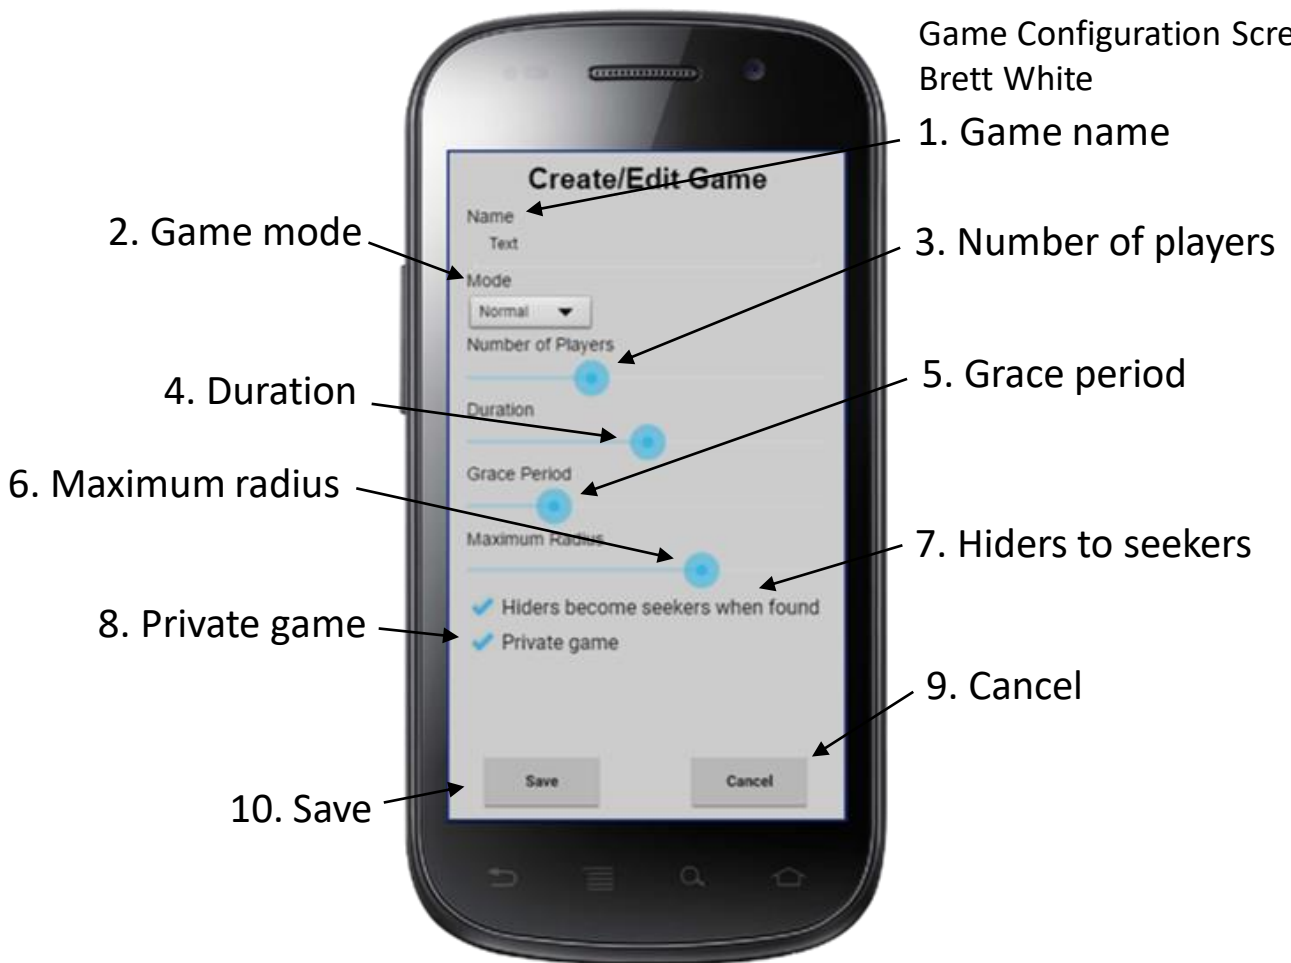 Game Configuration Scre
Brett White
1. Game name
2. Game mode
3. Number of players
4. Duration
5. Grace period
6. Maximum radius
7. Hiders to seekers
8. Private game
9. Cancel
10. Save
Create/Edit Game
Name
Text
Mode
Normal
Number of Players
Duration
Grace Period
Maximum Radius
Hiders become seekers when found
Private game
Save
Cancel